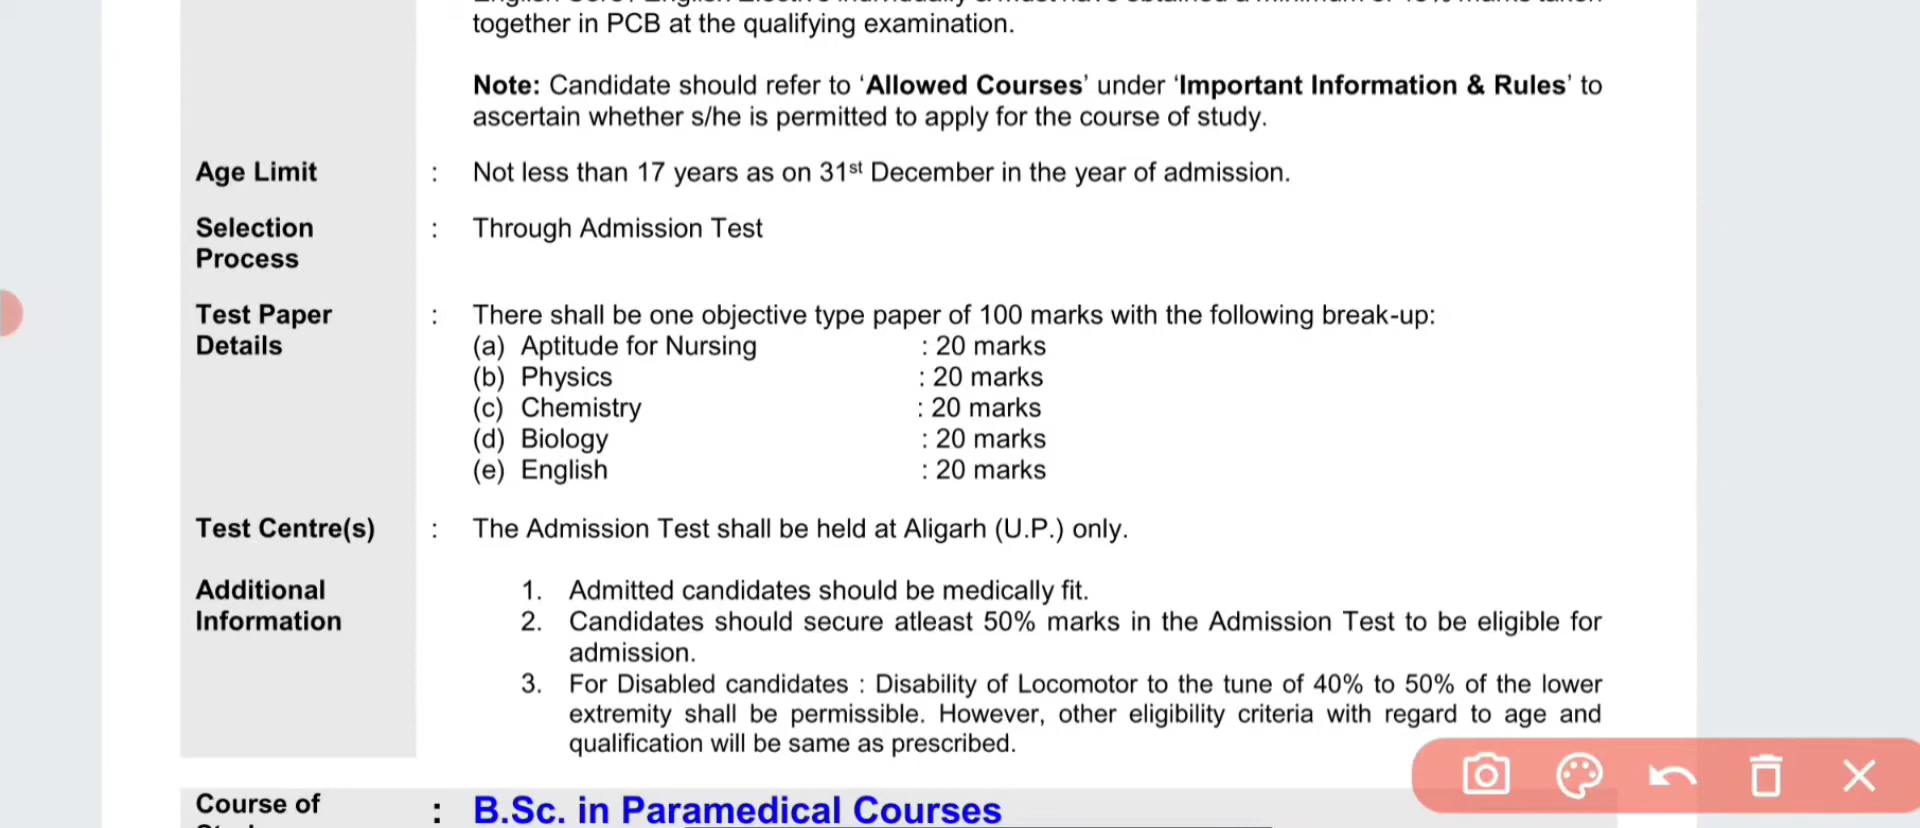 together in PCB at the qualifying examination.
Note: Candidate should refer to ‘Allowed Courses’ under ‘Important Information & Rules’ to
ascertain whether s/he is permitted to apply for the course of study.
Age Limit : Not less than 17 years as on 31st December in the year of admission.
Selection : Through Admission Test
Process
Test Paper : There shall be one objective type paper of 100 marks with the following break-up:
Details (a) Aptitude for Nursing : 20 marks
(b) Physics : 20 marks
(c) Chemistry : 20 marks
(d) Biology : 20 marks
(e) English : 20 marks
Test Centre(s) : The Admission Test shall be held at Aligarh (U.P.) only.
Additional 1. Admitted candidates should be medically fit.
Information 2. Candidates should secure atleast 50% marks in the Admission Test to be eligible for
admission.
3. For Disabled candidates : Disability of Locomotor to the tune of 40% to 50% of the lower
extremity shall be permissible. However, other eligibility criteria with regard to age and
qualification will be same as prescribed.
Course of : B.Sc. in Paramedical Courses